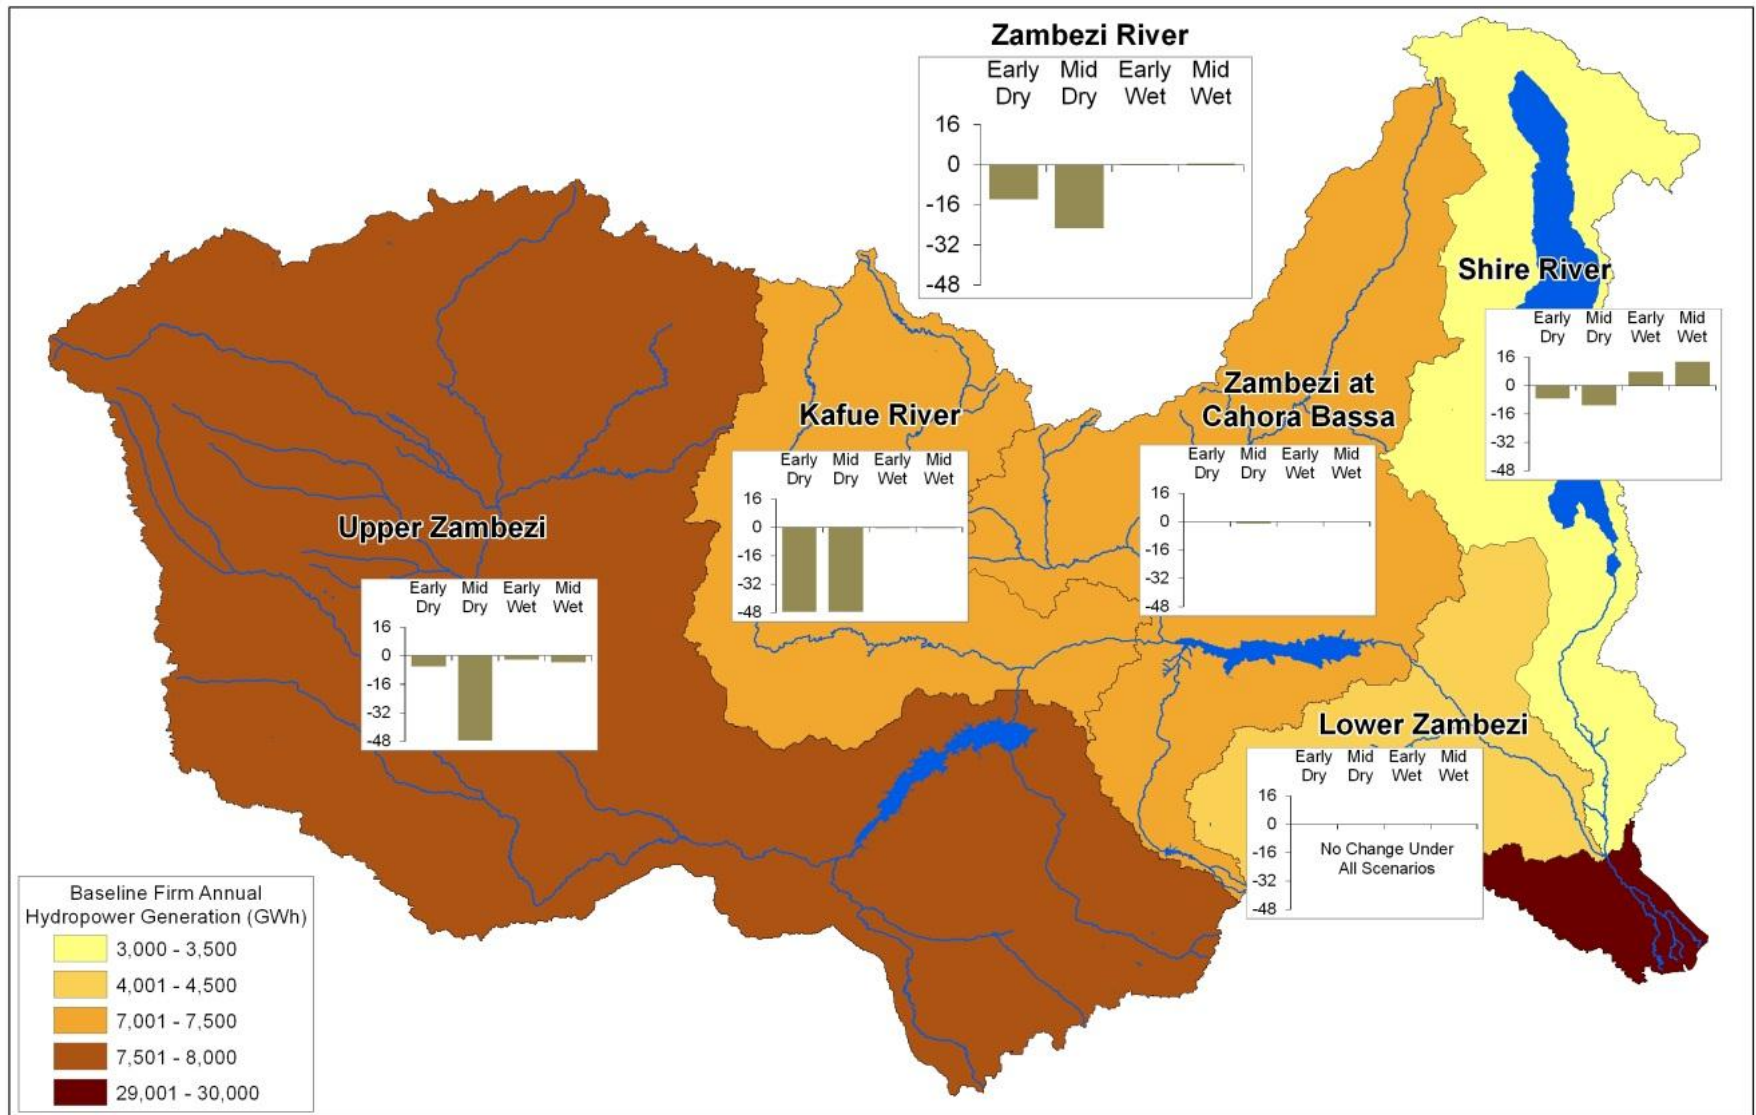 Zambezi River
Early Mid Early Mid
Dry Dry Wet Wet
16
0
-16
-32
-48
Shire River
Early Mid Early Mid
Dry Dry Wet Wet
16
0
-16
-32
-48
Zambezi at
Cahora Bassa
Early Mid Early Mid
Dry Dry Wet Wet
16
0
-16
-32
-48
Kafue River
Early Mid Early Mid
Dry Dry Wet Wet
16
0
-16
-32
-48
Upper Zambezi
Early Mid Early Mid
Dry Dry Wet Wet
16
0
-16
-32
-48
Lower Zambezi
Early Mid Early Mid
Dry Dry Wet Wet
16
0
-16
-32
-48
No Change Under
All Scenarios
Baseline Firm Annual
Hydropower Generation (GWh)
3,000 - 3,500
4,001 - 4,500
7,001 - 7,500
7,501 - 8,000
29,001 - 30,000